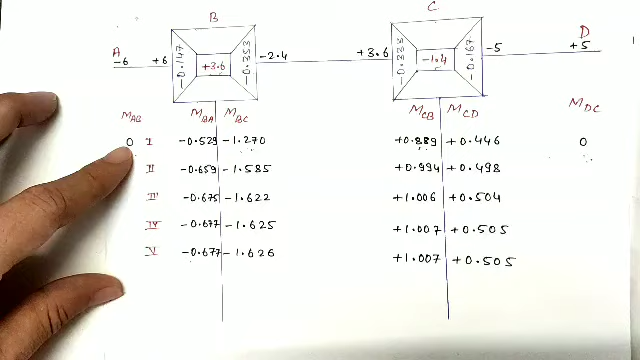 B C
A D
-6 +6 -0.147 +3.6 -0.353 -2.4 +3.6 -0.333 -1.4 -0.167 -5 +5
MAB MBA MBC MCB MCD MDC
0 I -0.529 -1.270 +0.889 +0.446 0
II -0.659 -1.585 +0.994 +0.498
III -0.675 -1.622 +1.006 +0.504
IV -0.677 -1.625 +1.007 +0.505
V -0.677 -1.626 +1.007 +0.505